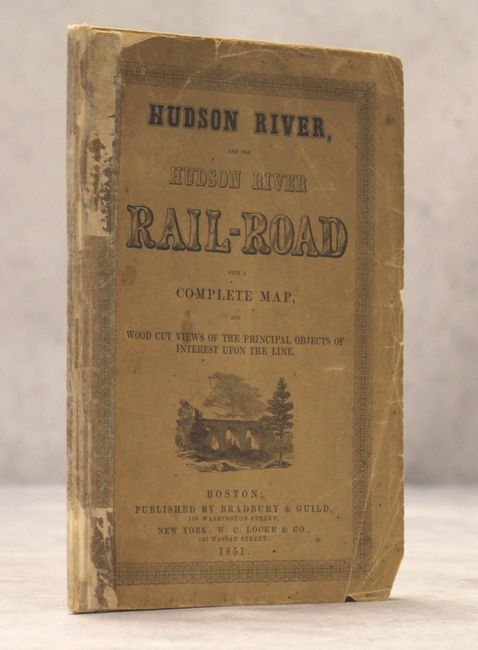 HUDSON RIVER,
AND THE
HUDSON RIVER
RAIL-ROAD
WITH A
COMPLETE MAP,
AND
WOOD CUT VIEWS OF THE PRINCIPAL OBJECTS OF
INTEREST UPON THE LINE.
BOSTON:
PUBLISHED BY BRADBURY & GUILD,
120 WASHINGTON STREET;
NEW YORK: W. C. LOCKE & CO.,
125 NASSAU STREET.
1851.